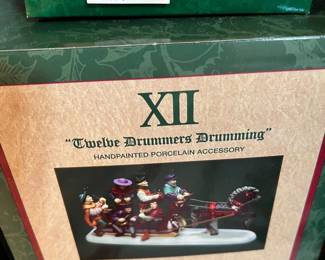 XII
"Twelve Drummers Drumming"
HANDPAINTED PORCELAIN ACCESSORY